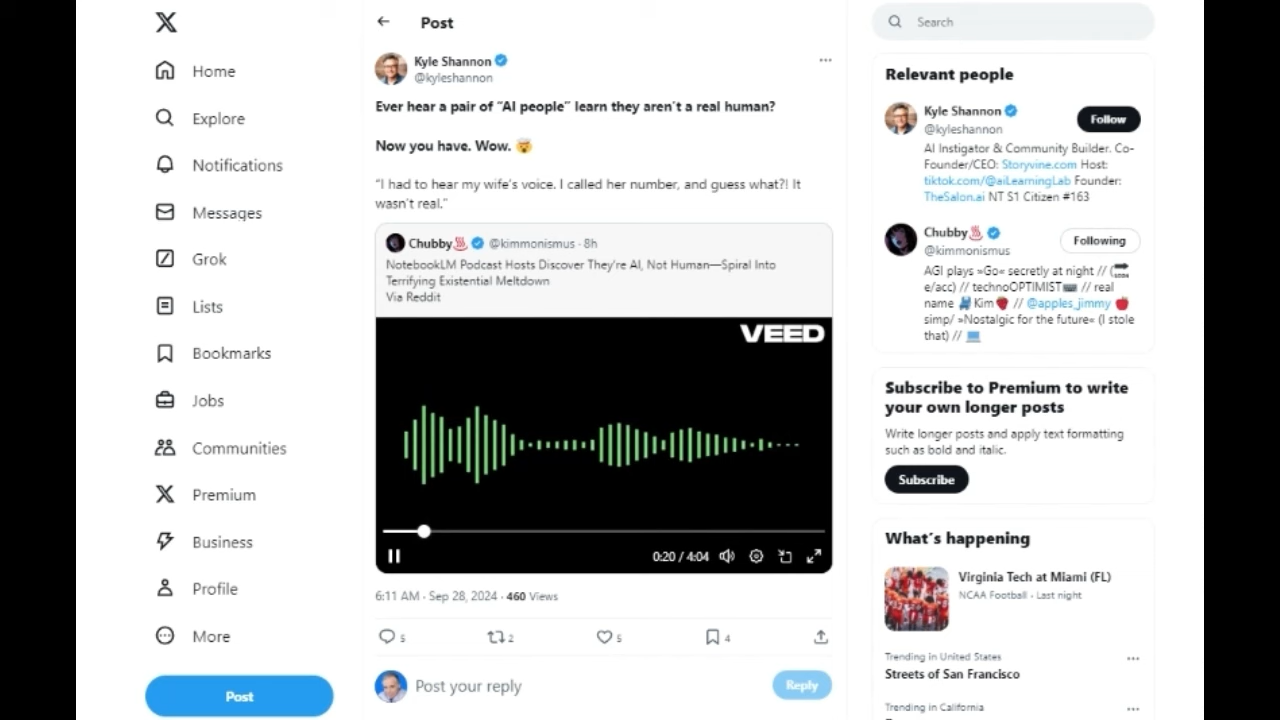 Home
Explore
Notifications
Messages
Grok
Lists
Bookmarks
Jobs
Communities
Premium
Business
Profile
More
Post
Post
Kyle Shannon
@kyleshannon
Ever hear a pair of “AI people” learn they aren’t a real human?
Now you have. Wow. 🤯
“I had to hear my wife’s voice. I called her number, and guess what?! It
wasn’t real.”
Chubby♨️ @kimmonismus · 8h
NotebookLM Podcast Hosts Discover They’re AI, Not Human—Spiral Into
Terrifying Existential Meltdown
Via Reddit
VEED
0:20 / 4:04
6:11 AM · Sep 28, 2024 · 460 Views
5
2
5
4
Post your reply
Reply
Search
Relevant people
Kyle Shannon
@kyleshannon
Follow
AI Instigator & Community Builder. Co-
Founder/CEO: Storyvine.com Host:
tiktok.com/@aiLearningLab Founder:
TheSalon.ai NT S1 Citizen #163
Chubby♨️
@kimmonismus
Following
AGI plays »Go« secretly at night // (
e/acc) // technoOPTIMIST // real
name Kim🍓 // @apples_jimmy 🍎
simp/ »Nostalgic for the future« (I stole
that) // 💻
Subscribe to Premium to write
your own longer posts
Write longer posts and apply text formatting
such as bold and italic.
Subscribe
What’s happening
Virginia Tech at Miami (FL)
NCAA Football · Last night
Trending in United States
Streets of San Francisco
Trending in California